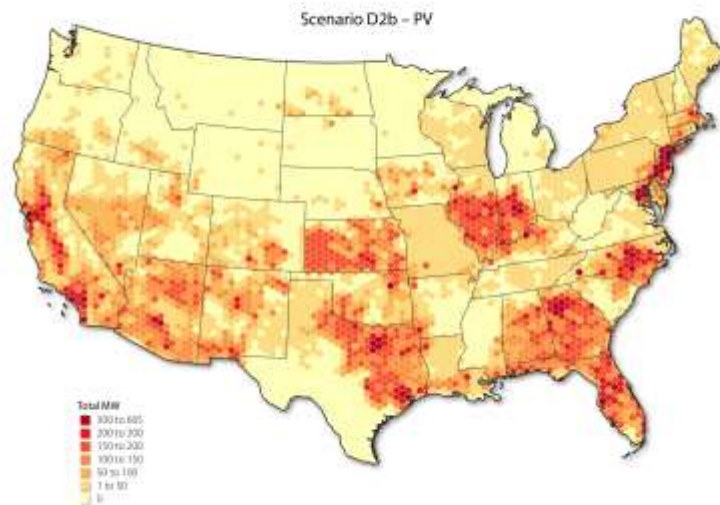 Scenario D2b – PV
Total MW
300 to 605
200 to 300
150 to 200
100 to 150
50 to 100
1 to 50
0